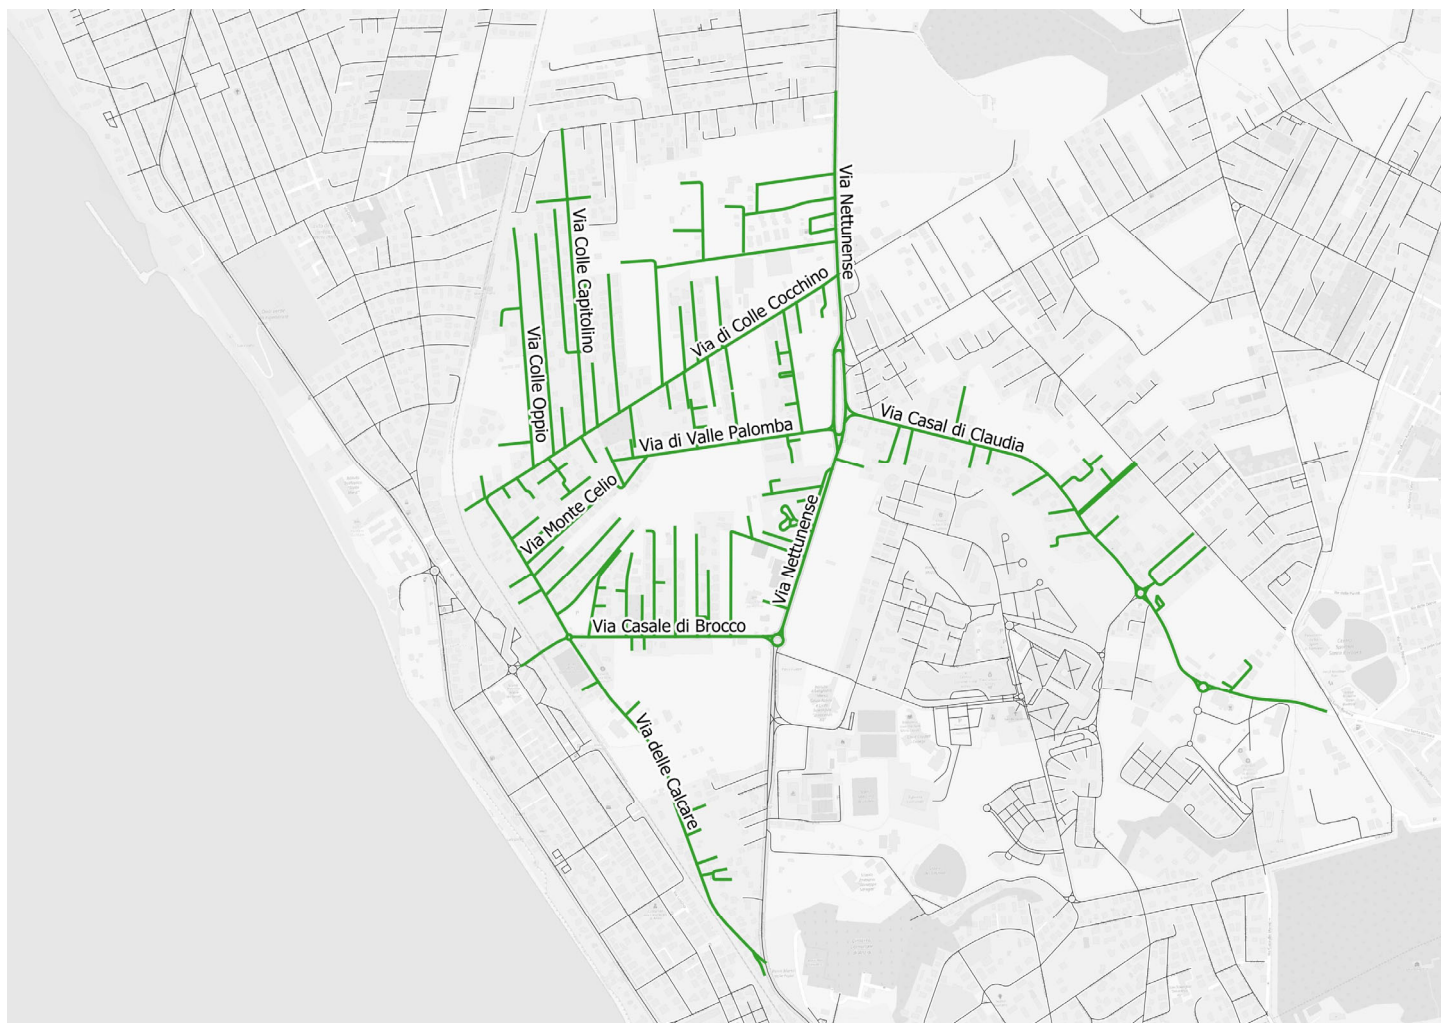 Via Nettunense
Via Colle Capitolino
Via di Colle Cocchino
Via Colle Oppio
Via Casal di Claudia
Via di Valle Palomba
Via Monte Celio
Via Nettunense
Via Casale di Brocco
Via delle Calcare